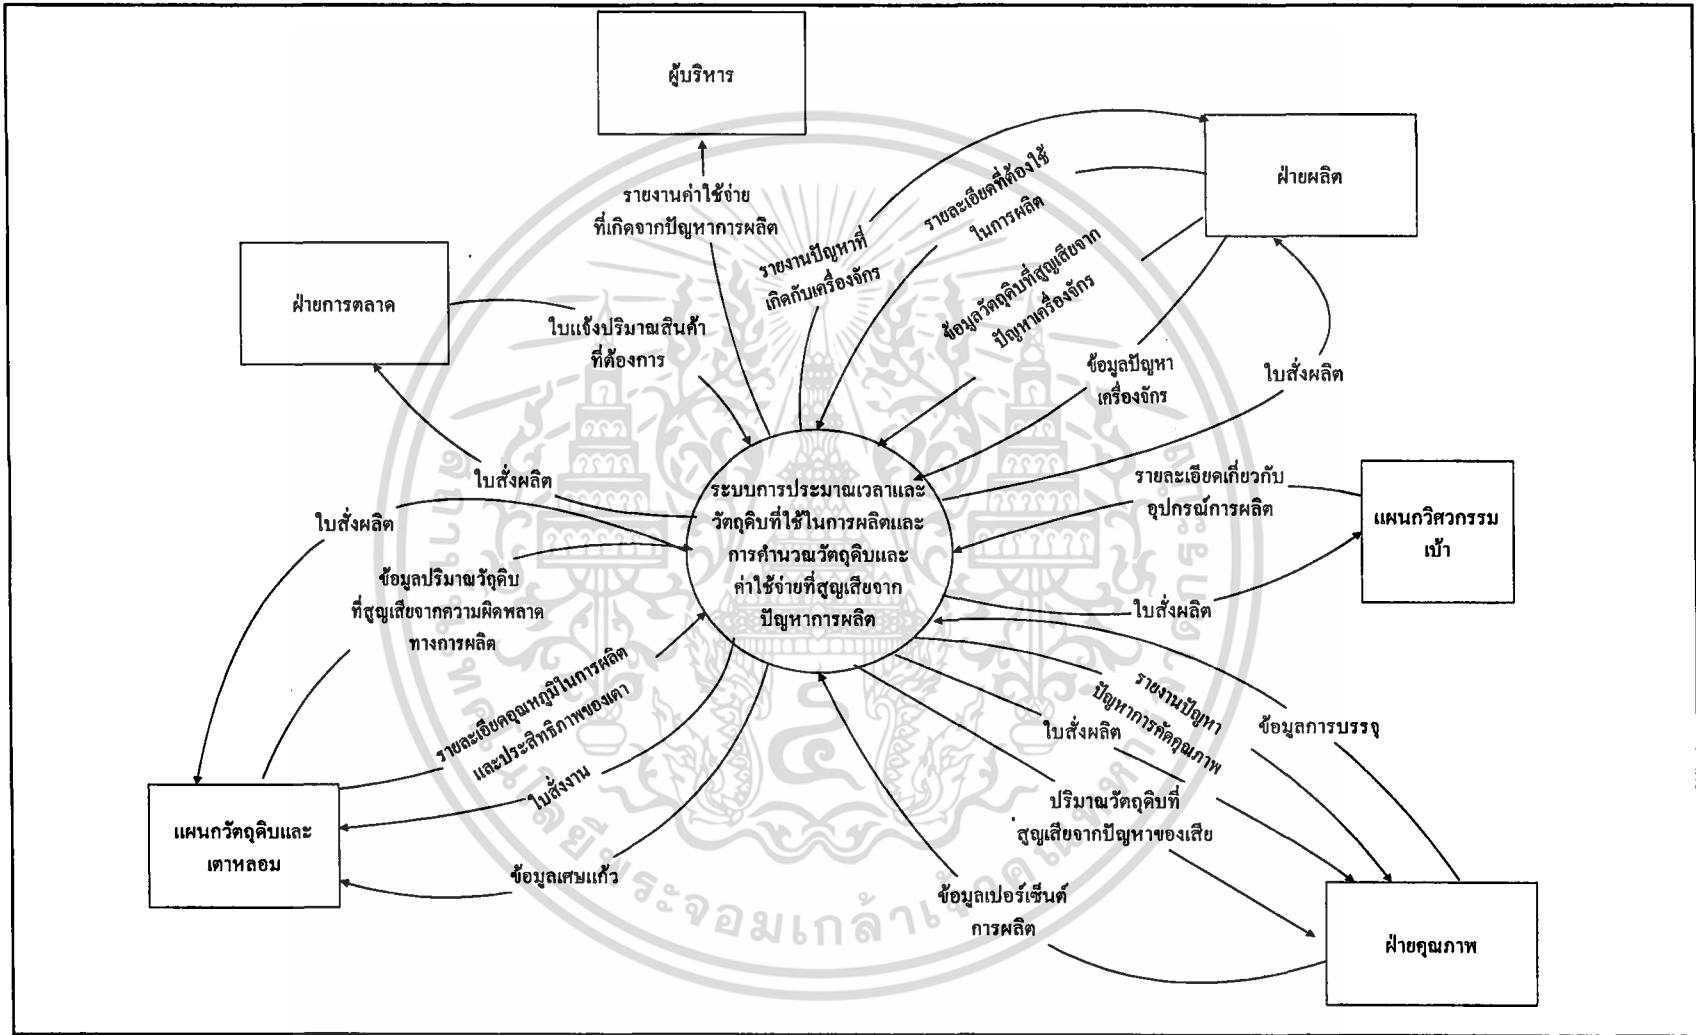 ผู้บริหาร
รายงานค่าใช้จ่าย
ที่เกิดจากปัญหาการผลิต
ฝ่ายผลิต
รายงานปัญหาที่
เกิดกับเครื่องจักร
รายละเอียดที่ต้องใช้
ในการผลิต
ข้อมูลวัตถุดิบที่สูญเสียจาก
ปัญหาเครื่องจักร
ข้อมูลปัญหา
เครื่องจักร
ใบสั่งผลิต
ฝ่ายการตลาด
ใบแจ้งปริมาณสินค้า
ที่ต้องการ
ใบสั่งผลิต
ใบสั่งผลิต
ระบบการประมาณเวลาและ
วัตถุดิบที่ใช้ในการผลิตและ
การคำนวณวัตถุดิบและ
ค่าใช้จ่ายที่สูญเสียจาก
ปัญหาการผลิต
รายละเอียดเกี่ยวกับ
อุปกรณ์การผลิต
แผนกวิศวกรรม
เบ้า
ใบสั่งผลิต
ข้อมูลปริมาณวัถุดิบ
ที่สูญเสียจากความผิดพลาด
ทางการผลิต
รายละเอียดอุณหภูมิในการผลิต
และประสิทธิภาพของเตา
ใบสั่งงาน
แผนกวัตถุดิบและ
เตาหลอม
ข้อมูลเศษแก้ว
รายงานปัญหา
ปัญหาการคัดคุณภาพ
ใบสั่งผลิต
ข้อมูลการบรรจุ
ปริมาณวัตถุดิบที่
สูญเสียจากปัญหาของเสีย
ข้อมูลเปอร์เซ็นต์
การผลิต
ฝ่ายคุณภาพ